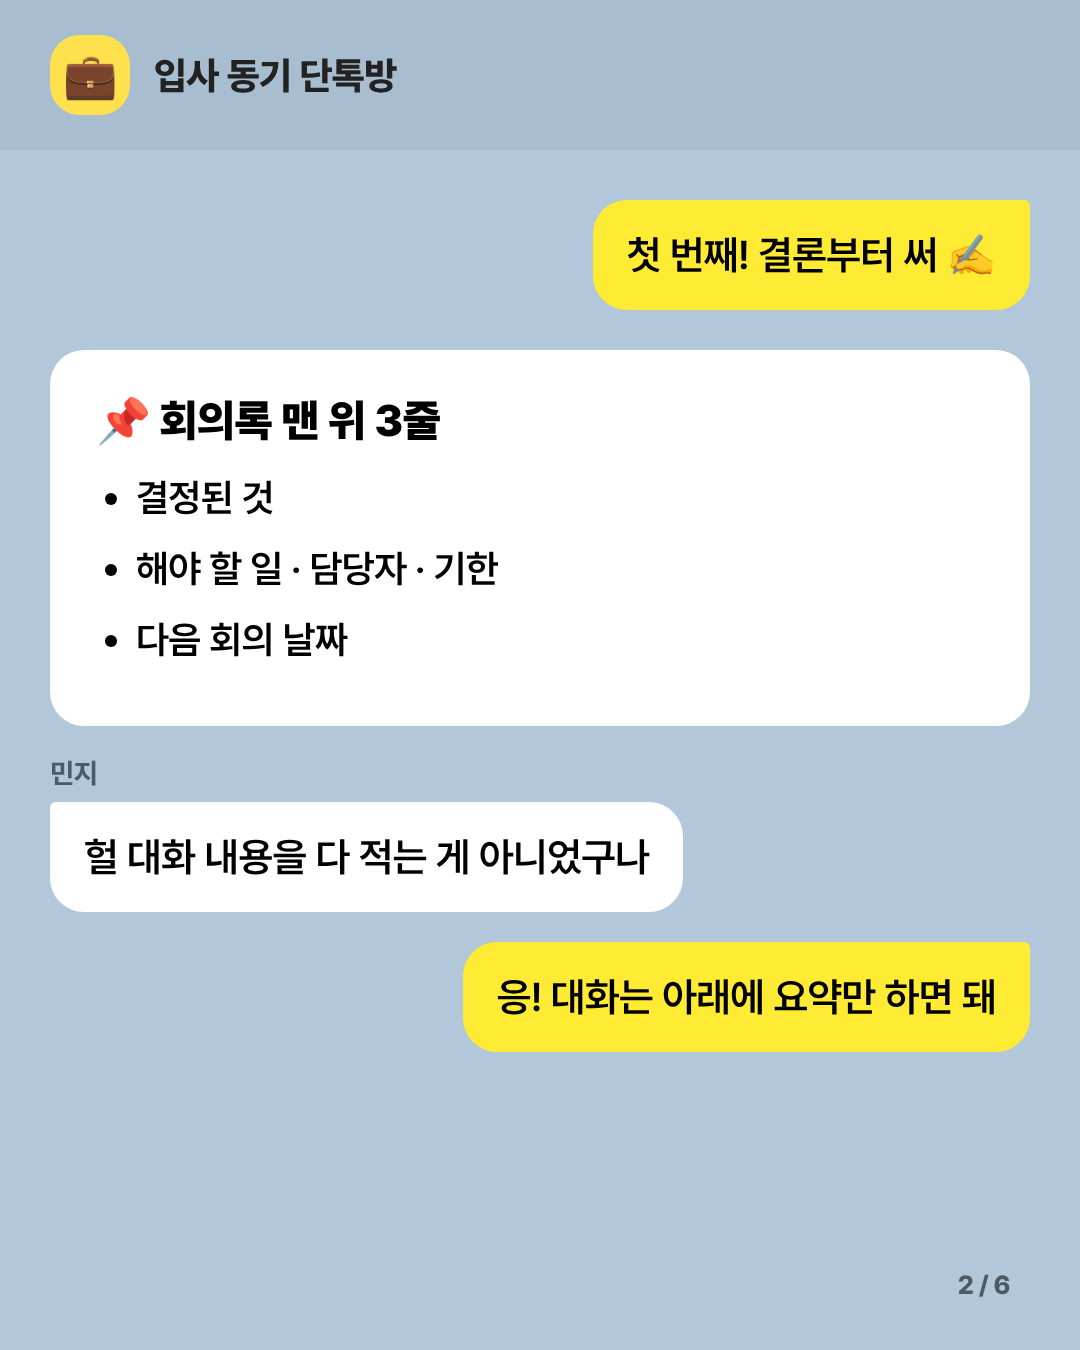 입사 동기 단톡방
첫 번째! 결론부터 써 ✍️
📌 회의록 맨 위 3줄
• 결정된 것
• 해야 할 일 · 담당자 · 기한
• 다음 회의 날짜
민지
헐 대화 내용을 다 적는 게 아니었구나
응! 대화는 아래에 요약만 하면 돼
2 / 6